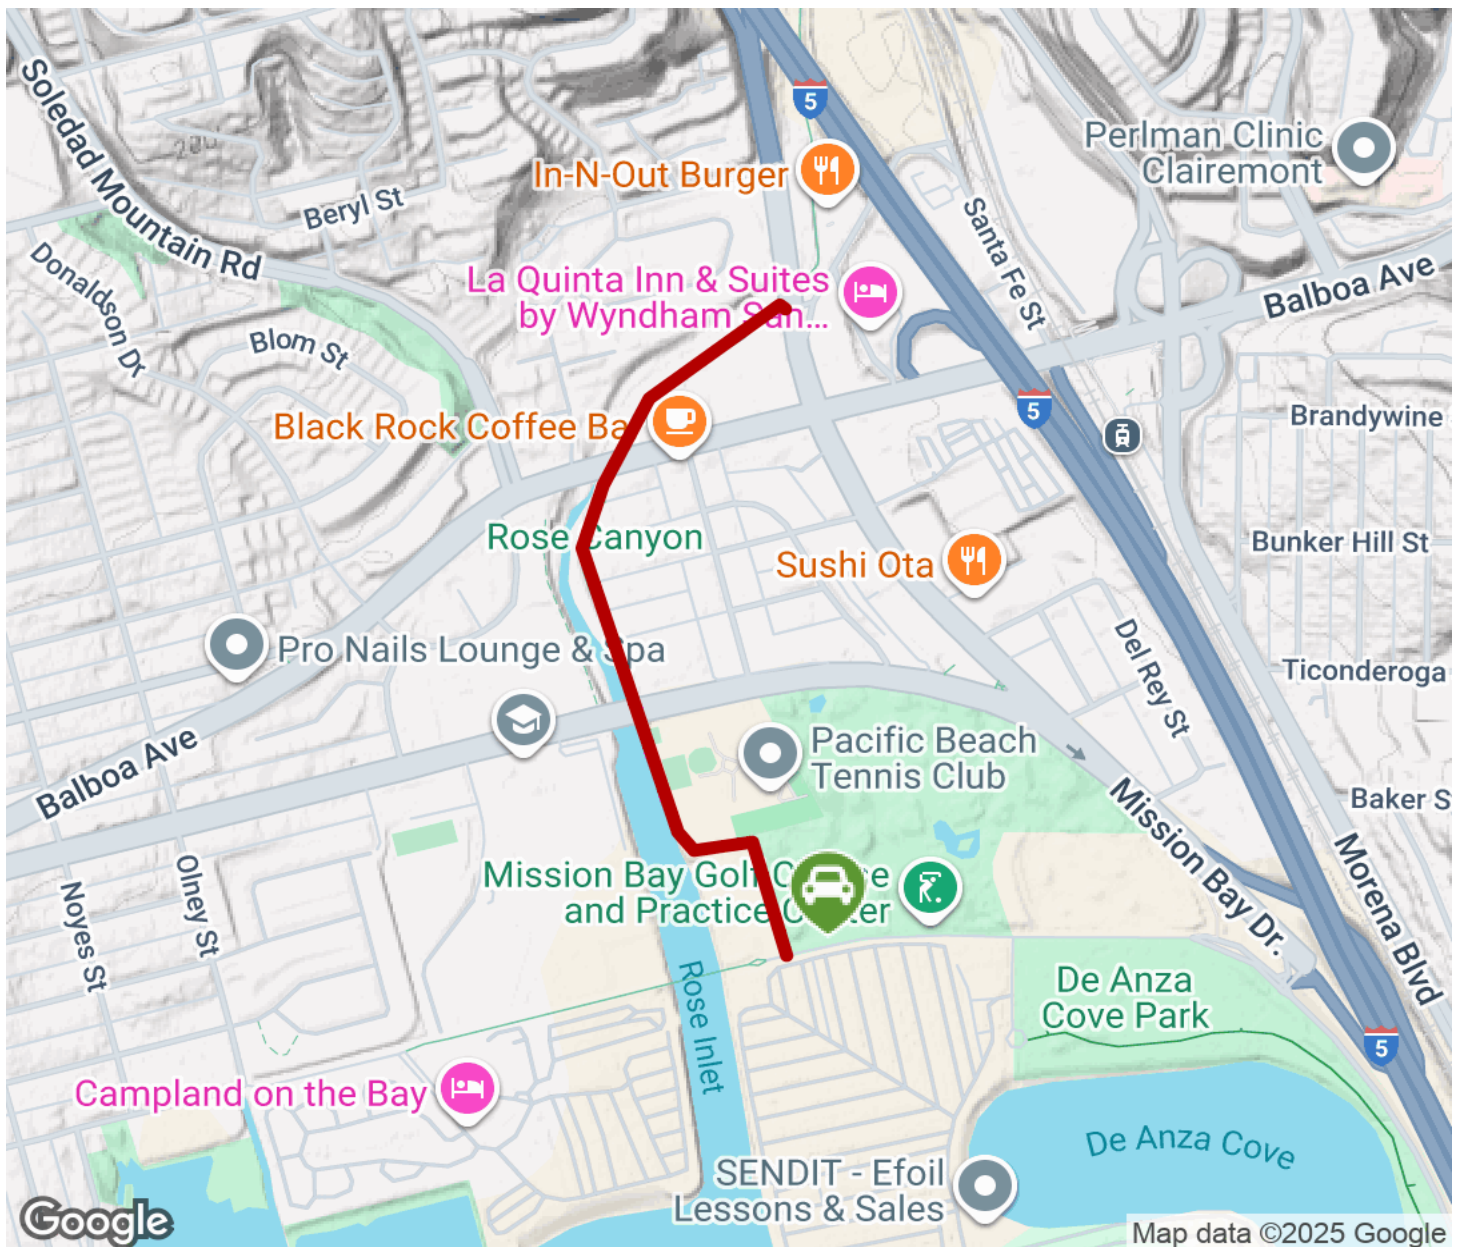 5
Soledad Mountain Rd
In-N-Out Burger
Perlman Clinic
Clairemont
Beryl St
Santa Fe St
Donaldson Dr
La Quinta Inn & Suites
by Wyndham San...
Balboa Ave
Blom St
5
Brandywine
Black Rock Coffee Ba
Rose Canyon
Bunker Hill St
Sushi Ota
Pro Nails Lounge & Spa
Del Rey St
Ticonderoga
Balboa Ave
Pacific Beach
Tennis Club
Baker S
Mission Bay Dr.
Morena Blvd
Olney St
Noyes St
Mission Bay Golf C se
and Practice C ter
Rose Inlet
De Anza
Cove Park
5
Campland on the Bay
De Anza Cove
SENDIT - Efoil
Lessons & Sales
Google
Map data ©2025 Google